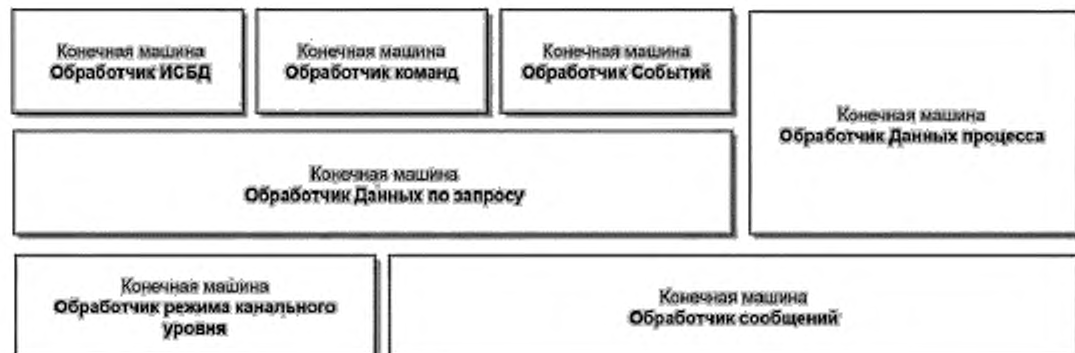 Конечная машина
Обработчик ИСБД
Конечная машина
Обработчик команд
Конечная машина
Обработчик Событий
Конечная машина
Обработчик Данных процесса
Конечная машина
Обработчик Данных по запросу
Конечная машина
Обработчик режима канального
уровня
Конечная машина
Обработчик сообщений